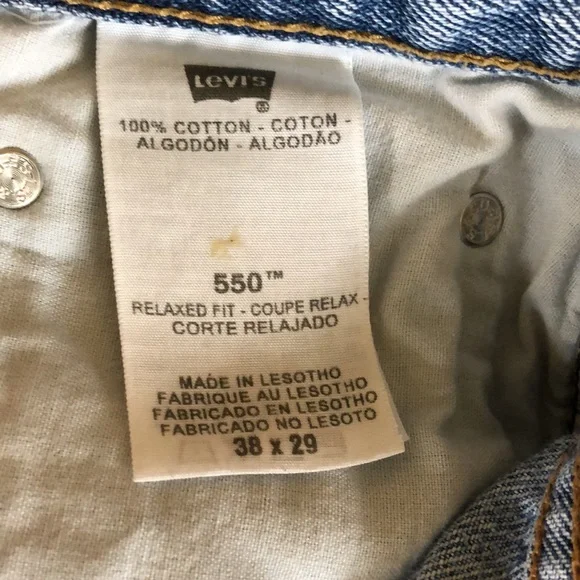 Levi's
®
100% COTTON - COTON -
ALGODÓN - ALGODÃO
550™
RELAXED FIT - COUPE RELAX -
CORTE RELAJADO
MADE IN LESOTHO
FABRIQUE AU LESOTHO
FABRICADO EN LESOTHO
FABRICADO NO LESOTO
38 x 29